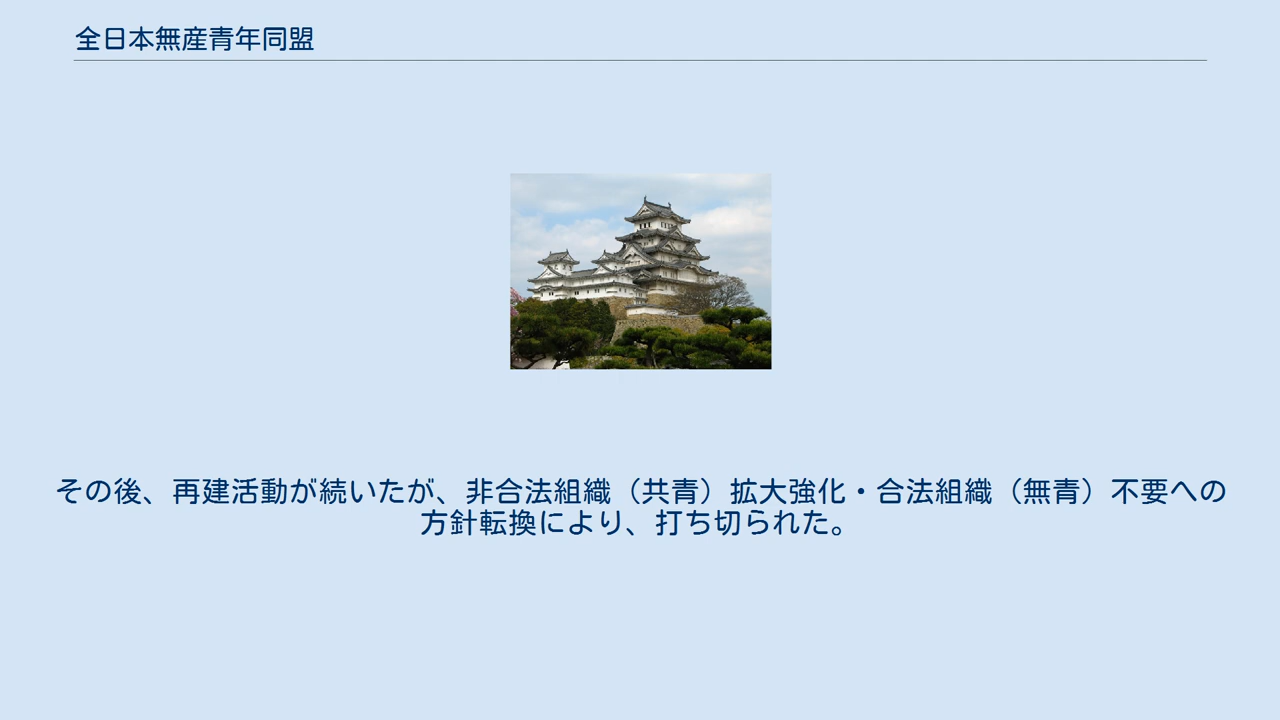 全日本無産青年同盟
その後、再建活動が続いたが、非合法組織（共青）拡大強化・合法組織（無青）不要への
方針転換により、打ち切られた。